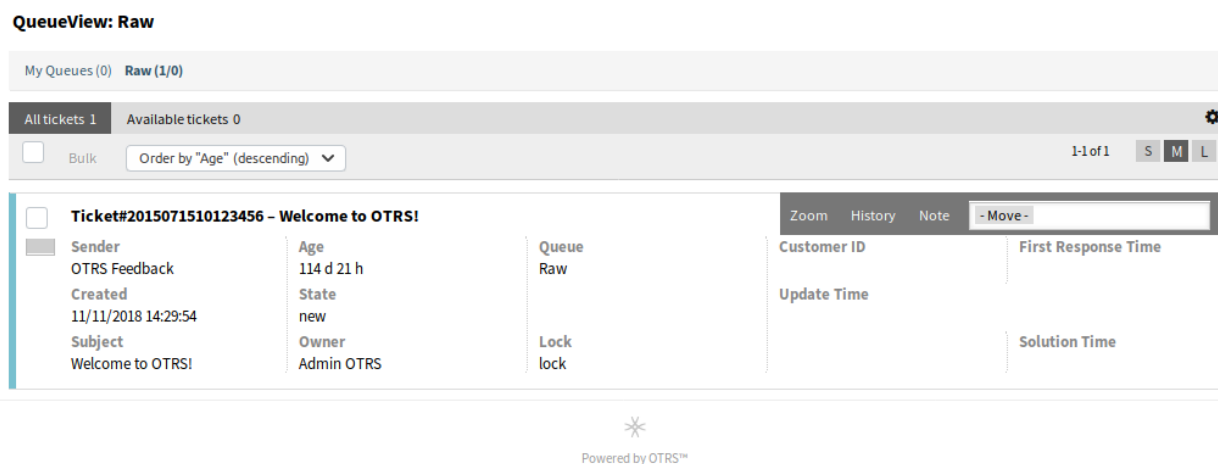 QueueView: Raw
My Queues (0) Raw (1/0)
All tickets 1 Available tickets 0
Bulk Order by "Age" (descending) 1-1 of 1 S M L
Ticket#2015071510123456 – Welcome to OTRS! Zoom History Note - Move -
Sender Age Queue Customer ID First Response Time
OTRS Feedback 114 d 21 h Raw
Created State Update Time
11/11/2018 14:29:54 new
Subject Owner Lock Solution Time
Welcome to OTRS! Admin OTRS lock
Powered by OTRS™